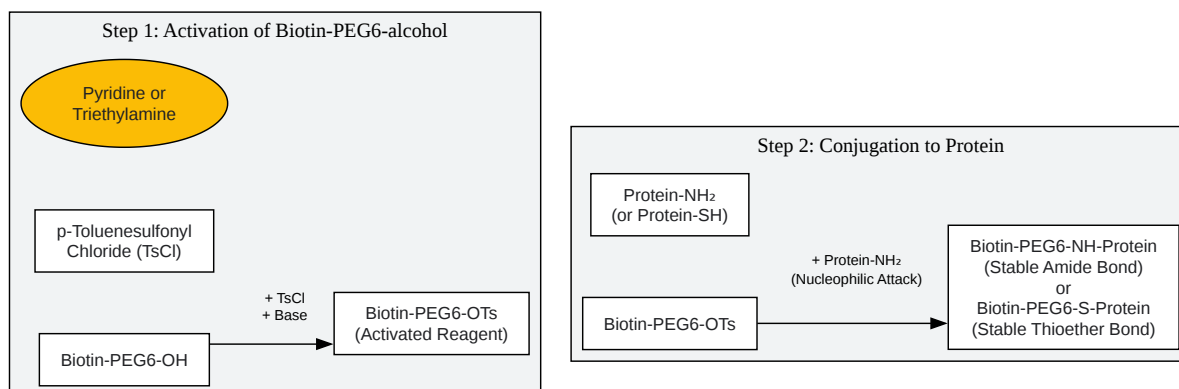 Step 1: Activation of Biotin-PEG6-alcohol
Pyridine or
Triethylamine
p-Toluenesulfonyl
Chloride (TsCl)
+ TsCl
+ Base
Biotin-PEG6-OH
Biotin-PEG6-OTs
(Activated Reagent)
Step 2: Conjugation to Protein
Protein-NH₂
(or Protein-SH)
+ Protein-NH₂
(Nucleophilic Attack)
Biotin-PEG6-OTs
Biotin-PEG6-NH-Protein
(Stable Amide Bond)
or
Biotin-PEG6-S-Protein
(Stable Thioether Bond)